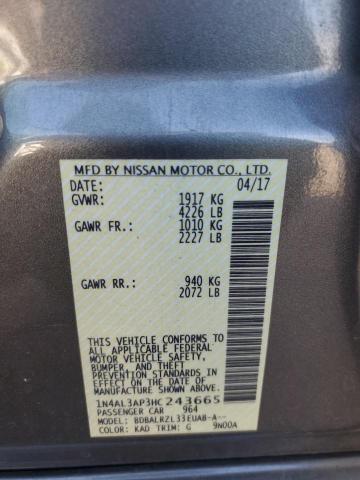 MFD BY NISSAN MOTOR CO., LTD.
DATE: 04/17
GVWR: 1917 KG
4226 LB
GAWR FR.: 1010 KG
2227 LB
GAWR RR.: 940 KG
2072 LB
THIS VEHICLE CONFORMS TO
ALL APPLICABLE FEDERAL
MOTOR VEHICLE SAFETY,
BUMPER, AND THEFT
PREVENTION STANDARDS
IN EFFECT ON THE DATE OF
MANUFACTURE SHOWN ABOVE.
1N4AL3AP3HC243665
PASSENGER CAR 964
MODEL: BDBALRZL33EUAB-A--
COLOR: KAD TRIM: G 9N00A